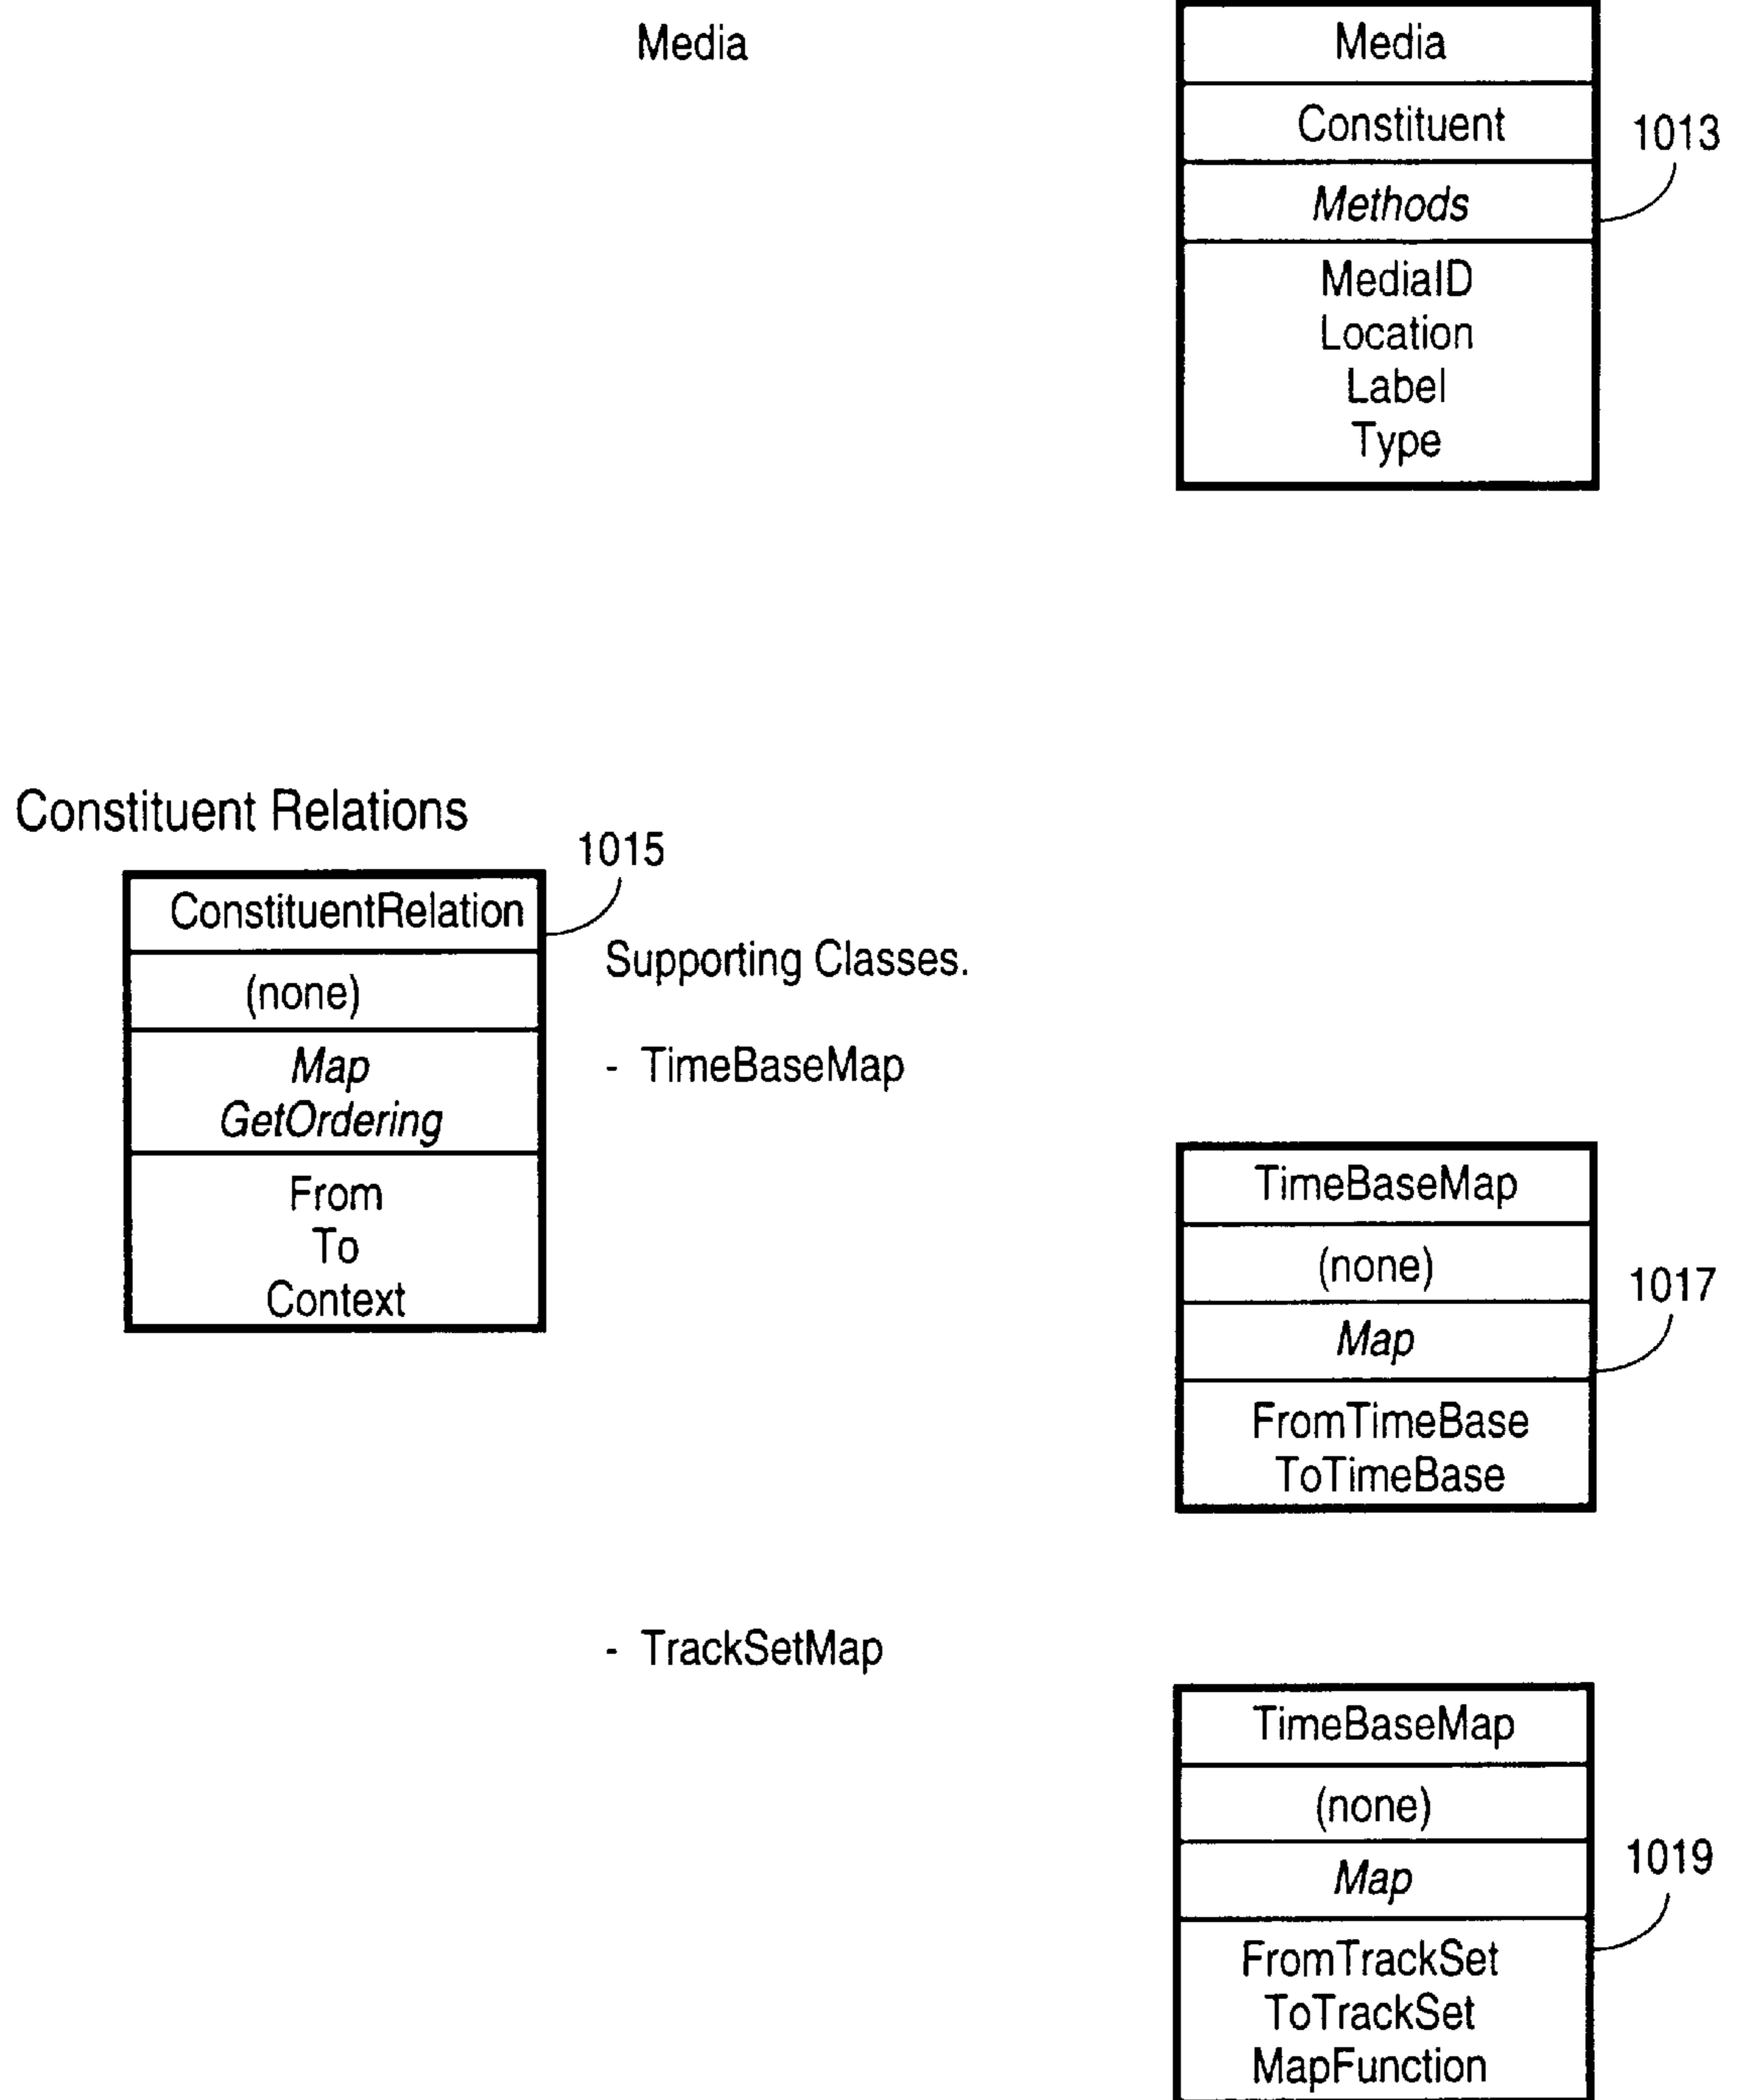 Media
Media
Constituent
1013
Methods
MediaID
Location
Label
Type
Constituent Relations
1015
ConstituentRelation
(none)
Map
GetOrdering
From
To
Context
Supporting Classes.
- TimeBaseMap
TimeBaseMap
(none)
1017
Map
FromTimeBase
ToTimeBase
- TrackSetMap
TimeBaseMap
(none)
1019
Map
FromTrackSet
ToTrackSet
MapFunction